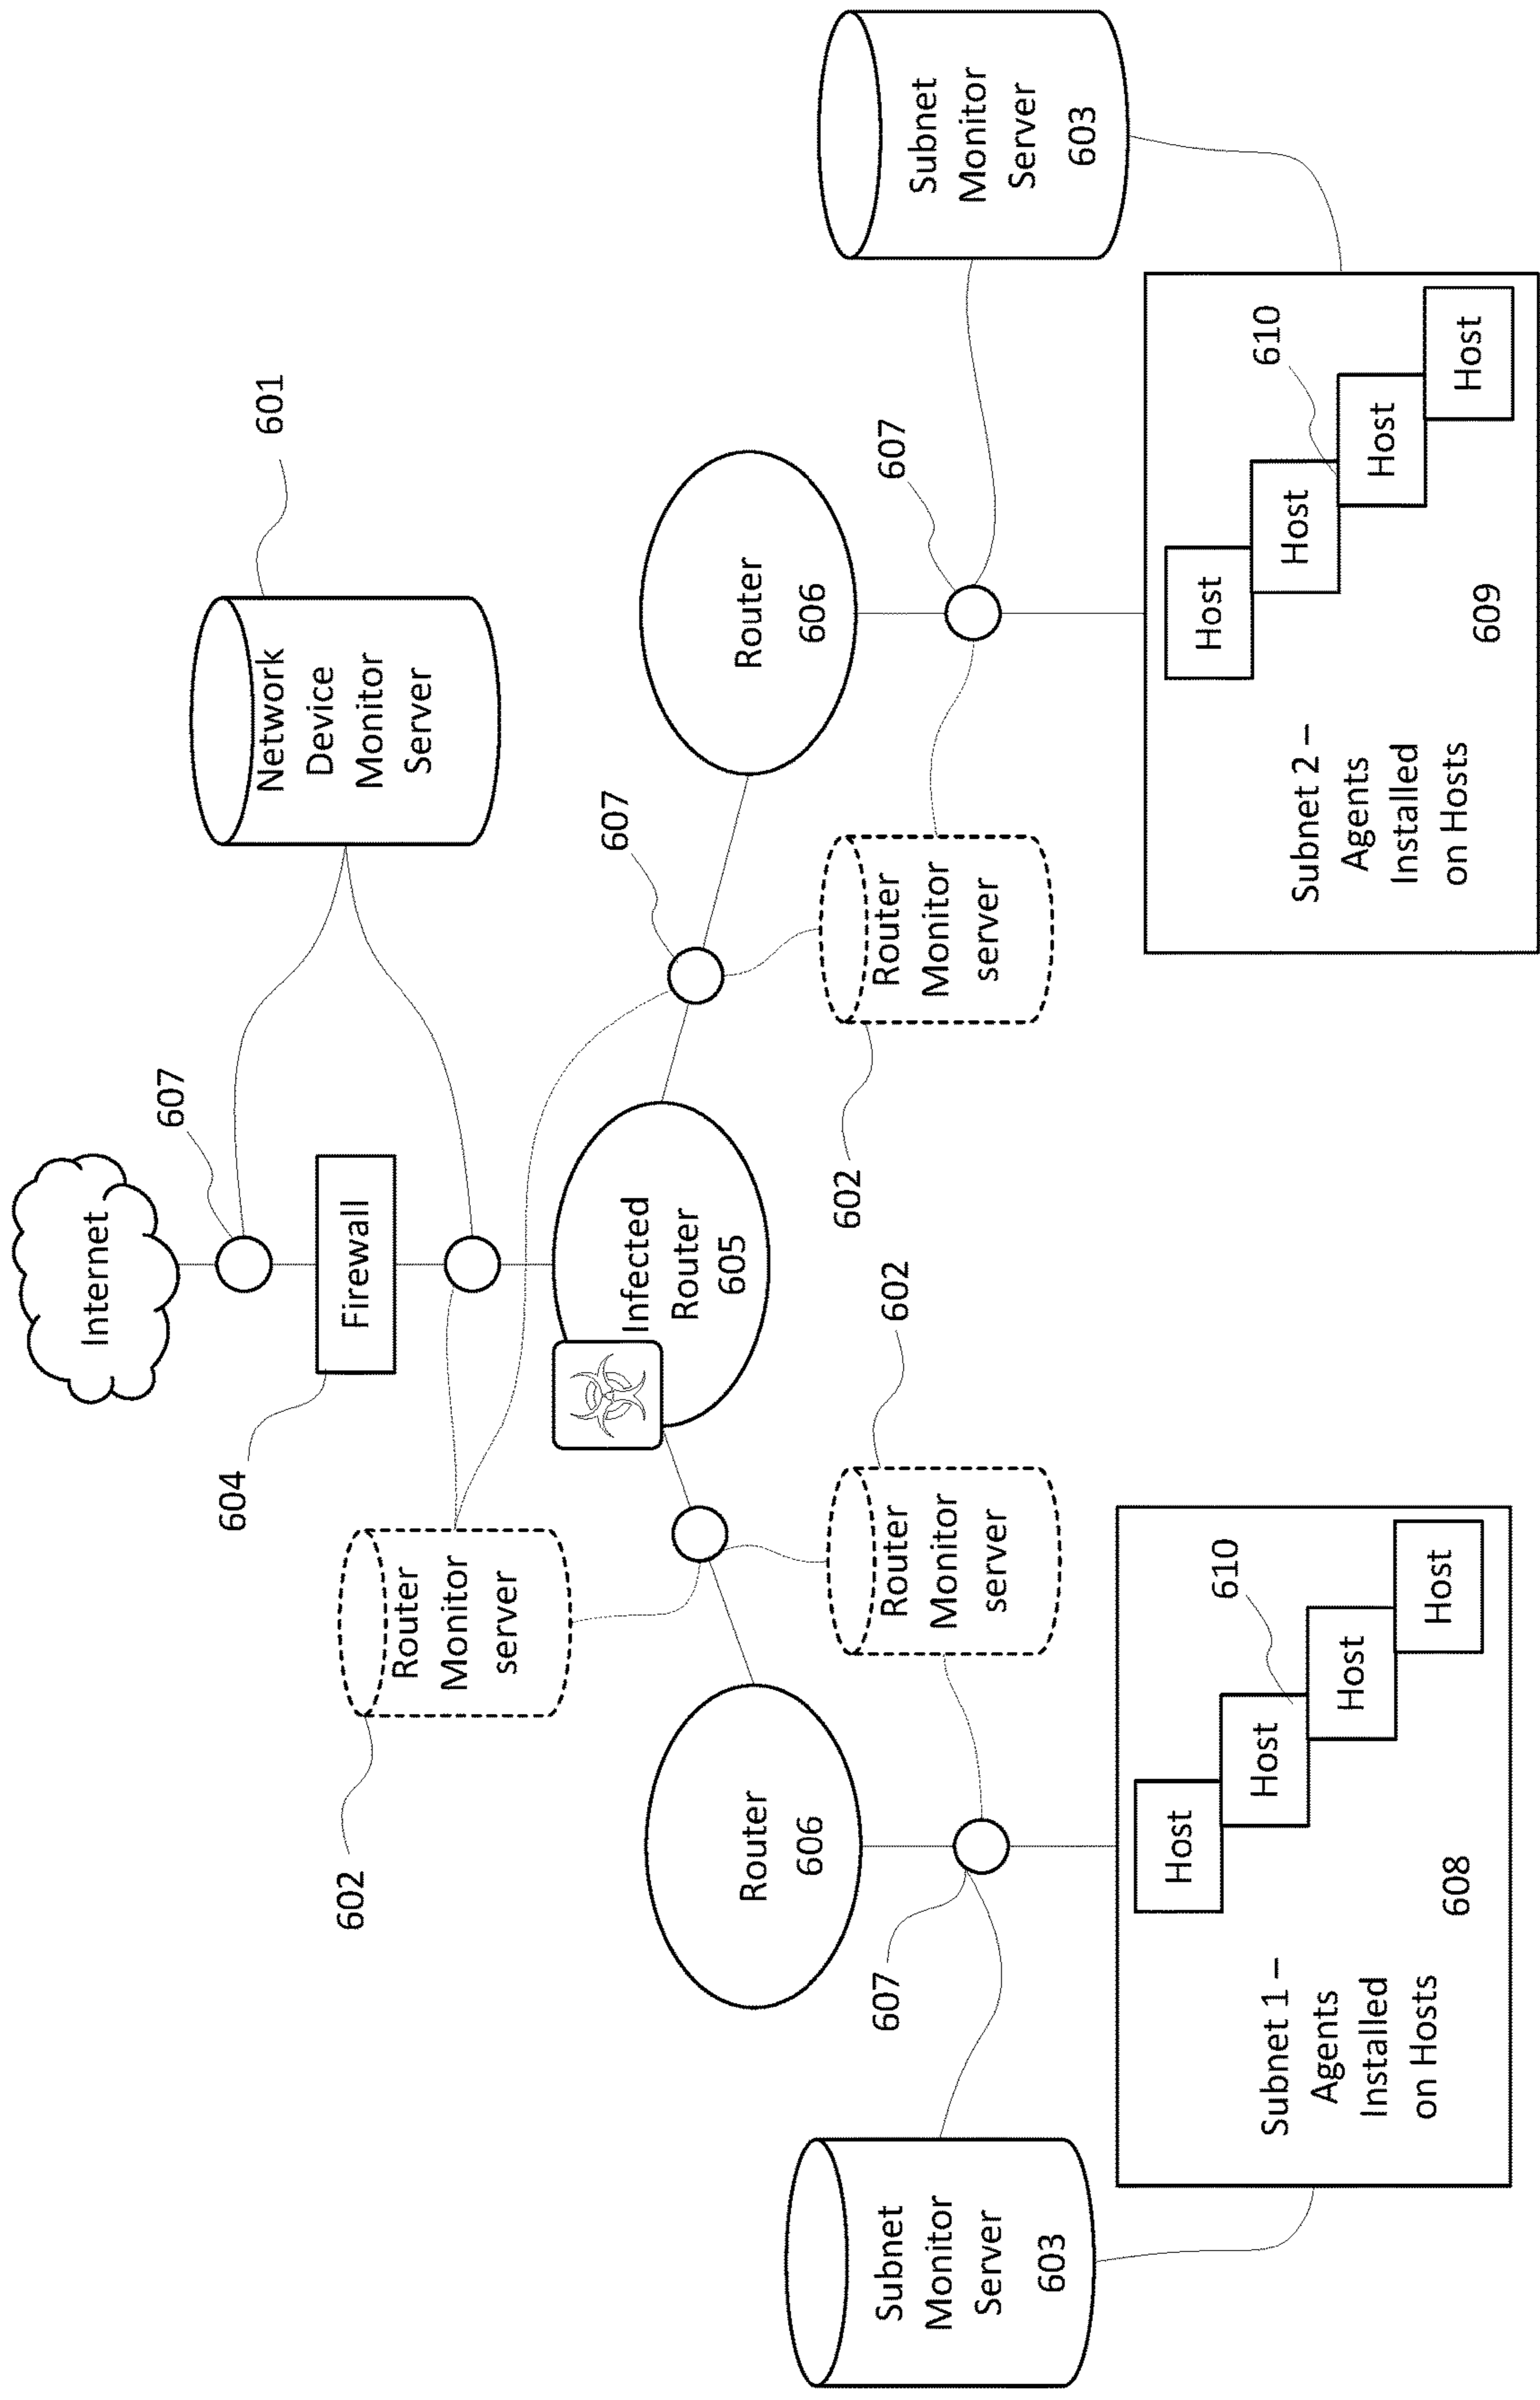 Internet
607
601
Network
Device
Monitor
Server
604
Firewall
602
Router
Monitor
server
Infected
Router
605
607
Router
606
Router
606
602
Router
Monitor
server
602
Router
Monitor
server
607
607
Subnet
Monitor
Server
603
Subnet
Monitor
Server
603
Subnet 1 –
Agents
Installed
on Hosts
608
610
Host
Host
Host
Host
Subnet 2 –
Agents
Installed
on Hosts
609
610
Host
Host
Host
Host